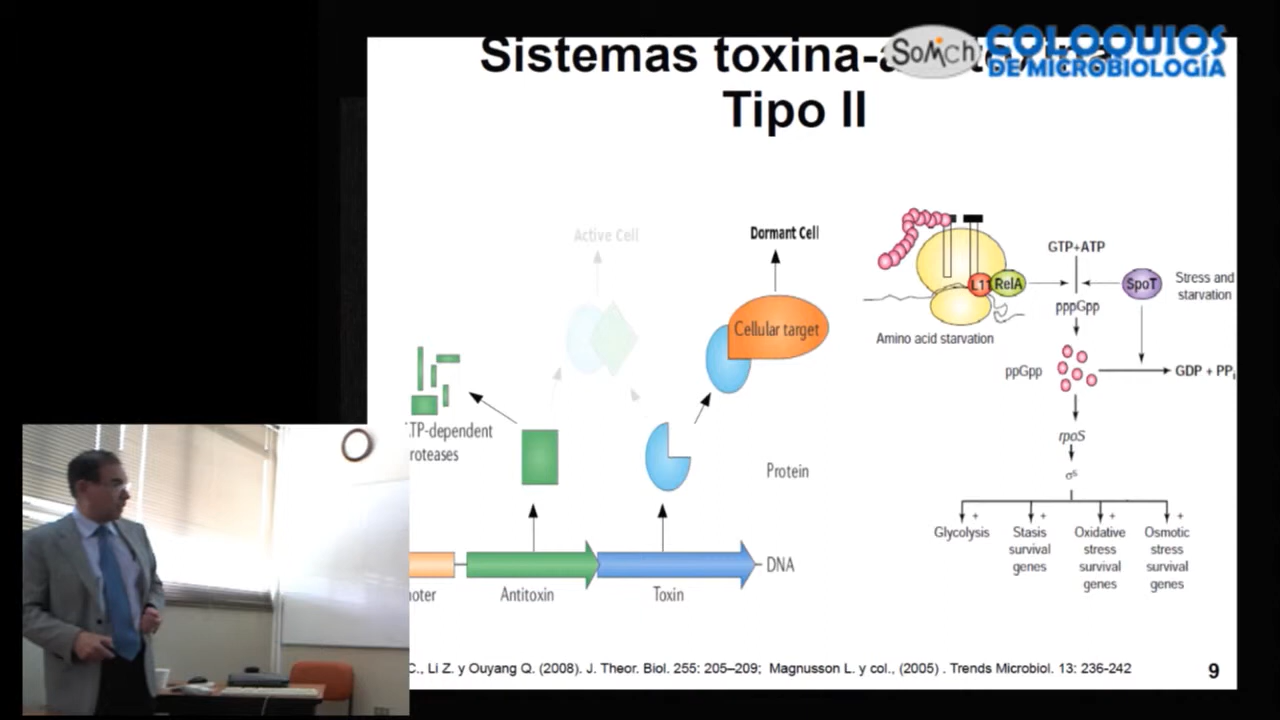 Sistemas toxina-
Tipo II
SoMich
COLOQUIOS
DE MICROBIOLOGÍA
Active Cell
Dormant Cell
Cellular target
TP-dependent
roteases
Protein
DNA
oter
Antitoxin
Toxin
L11
RelA
Amino acid starvation
GTP+ATP
pppGpp
SpoT
Stress and
starvation
ppGpp
GDP + PPi
rpoS
σˢ
+ + + +
Glycolysis
Stasis
survival
genes
Oxidative
stress
survival
genes
Osmotic
stress
survival
genes
C., Li Z. y Ouyang Q. (2008). J. Theor. Biol. 255: 205–209; Magnusson L. y col., (2005) . Trends Microbiol. 13: 236-242
9